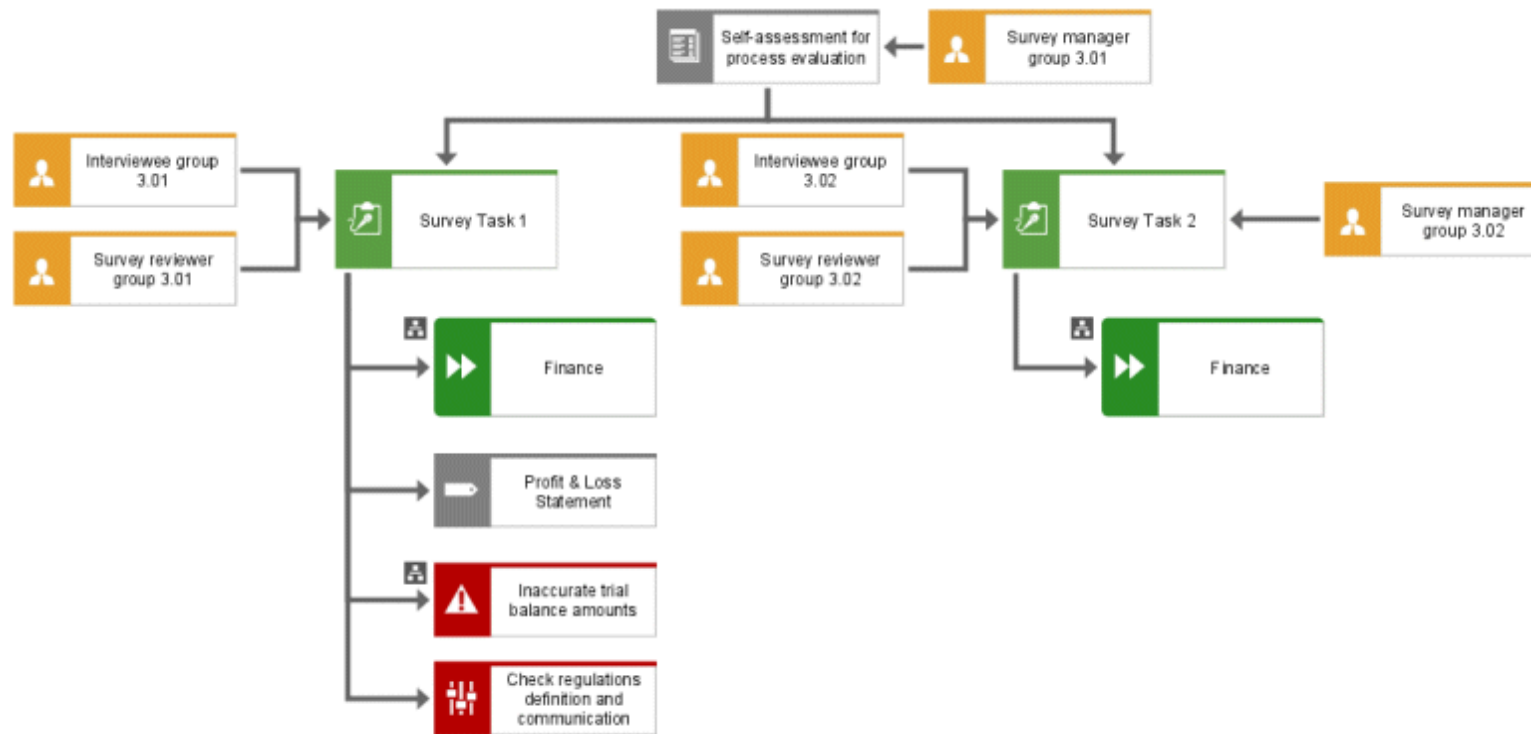 Self-assessment for
process evaluation
Survey manager
group 3.01
Interviewee group
3.01
Survey reviewer
group 3.01
Survey Task 1
Interviewee group
3.02
Survey reviewer
group 3.02
Survey Task 2
Survey manager
group 3.02
Finance
Finance
Profit & Loss
Statement
Inaccurate trial
balance amounts
Check regulations
definition and
communication